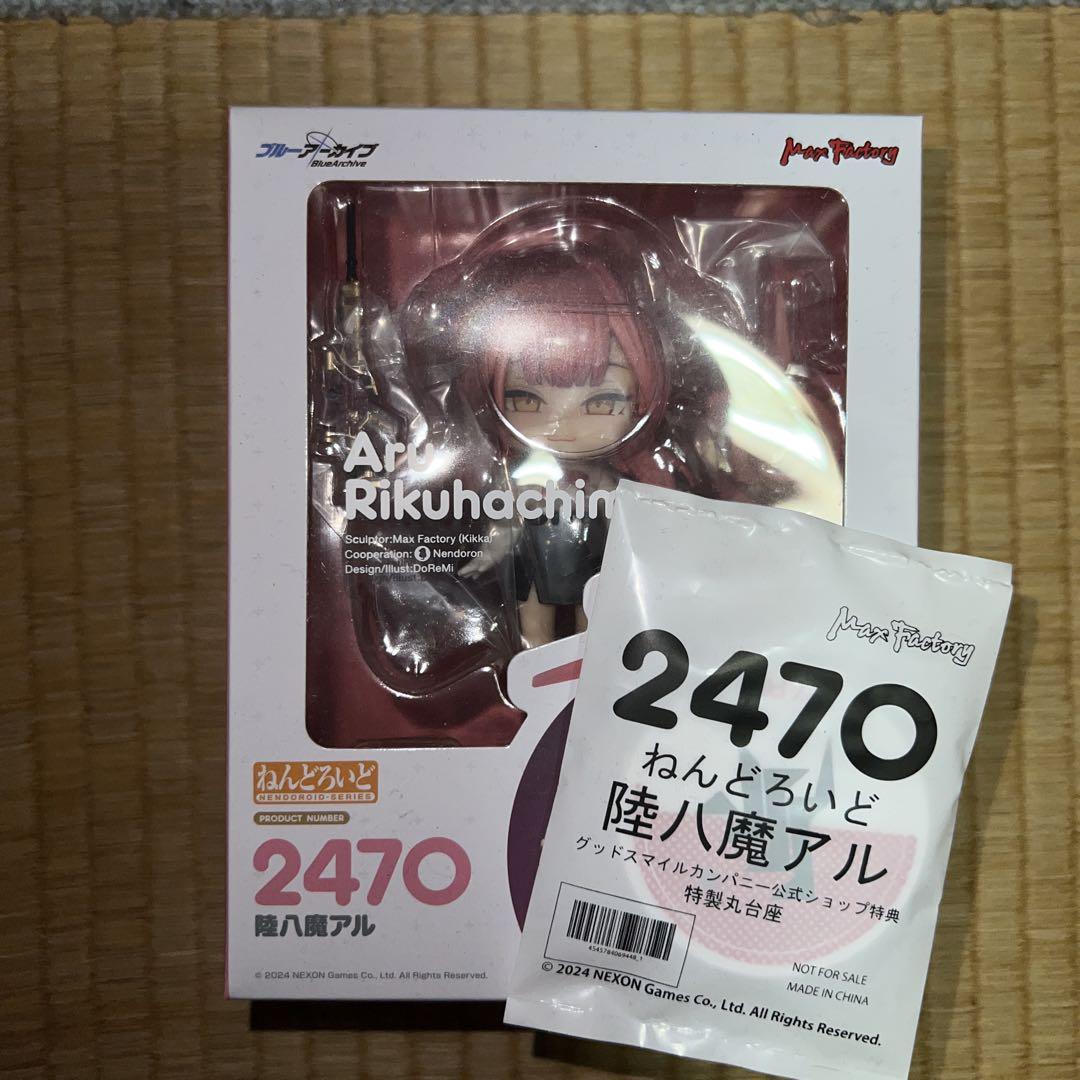 ブルーアーカイブ
BlueArchive
Max Factory
Aru
Rikuhachim
Sculptor:Max Factory (Kikka)
Cooperation: Nendoron
Design/Illust:DoReMi
ねんどろいど
NENDOROID-SERIES
PRODUCT NUMBER
2470
陸八魔アル
© 2024 NEXON Games Co., Ltd. All Rights Reserved.
Max Factory
2470
ねんどろいど
陸八魔アル
グッドスマイルカンパニー公式ショップ特典
特製丸台座
4545784069448_1
NOT FOR SALE
MADE IN CHINA
© 2024 NEXON Games Co., Ltd. All Rights Reserved.